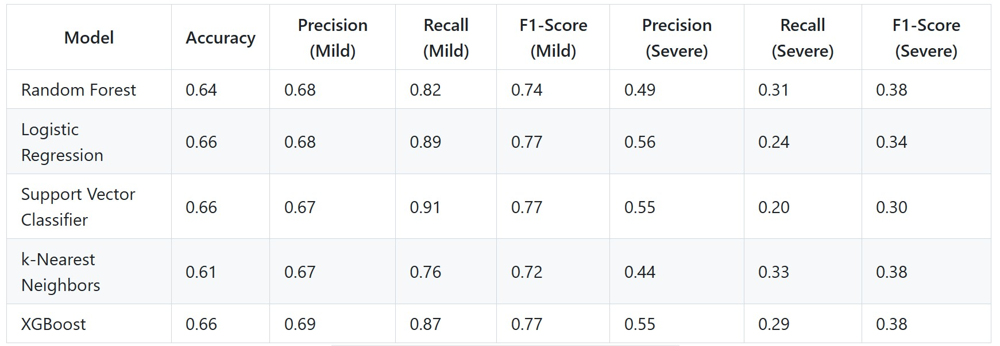 Model Accuracy Precision (Mild) Recall (Mild) F1-Score (Mild) Precision (Severe) Recall (Severe) F1-Score (Severe)
Random Forest 0.64 0.68 0.82 0.74 0.49 0.31 0.38
Logistic Regression 0.66 0.68 0.89 0.77 0.56 0.24 0.34
Support Vector Classifier 0.66 0.67 0.91 0.77 0.55 0.20 0.30
k-Nearest Neighbors 0.61 0.67 0.76 0.72 0.44 0.33 0.38
XGBoost 0.66 0.69 0.87 0.77 0.55 0.29 0.38